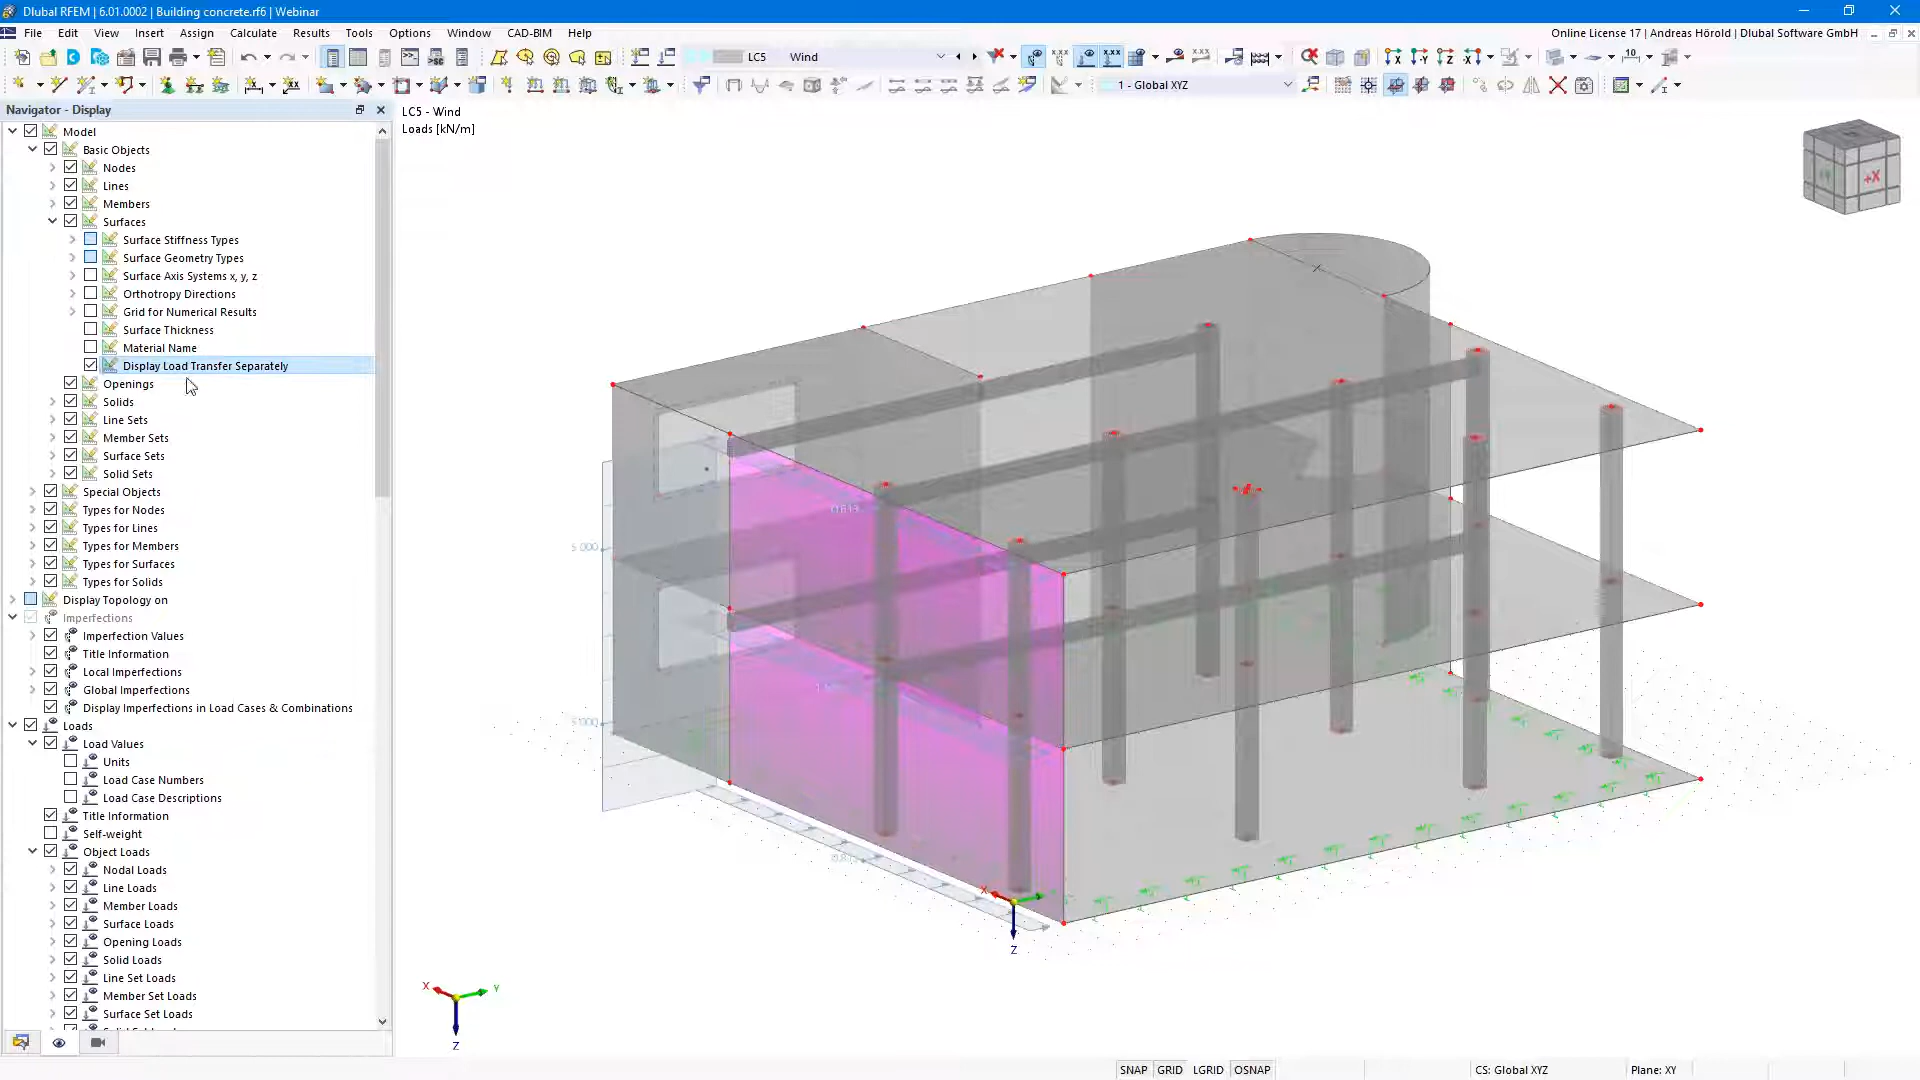 Dlubal RFEM | 6.01.0002 | Building concrete.rf6 | Webinar
File Edit View Insert Assign Calculate Results Tools Options Window CAD-BIM Help
Online License 17 | Andreas Hörold | Dlubal Software GmbH
LC5 Wind
1 - Global XYZ
Navigator - Display
Model
Basic Objects
Nodes
Lines
Members
Surfaces
Surface Stiffness Types
Surface Geometry Types
Surface Axis Systems x, y, z
Orthotropy Directions
Grid for Numerical Results
Surface Thickness
Material Name
Display Load Transfer Separately
Openings
Solids
Line Sets
Member Sets
Surface Sets
Solid Sets
Special Objects
Types for Nodes
Types for Lines
Types for Members
Types for Surfaces
Types for Solids
Display Topology on
Imperfections
Imperfection Values
Title Information
Local Imperfections
Global Imperfections
Display Imperfections in Load Cases & Combinations
Loads
Load Values
Units
Load Case Numbers
Load Case Descriptions
Title Information
Self-weight
Object Loads
Nodal Loads
Line Loads
Member Loads
Surface Loads
Opening Loads
Solid Loads
Line Set Loads
Member Set Loads
Surface Set Loads
LC5 - Wind
Loads [kN/m]
+X
X
Z
X
Y
Z
SNAP GRID LGRID OSNAP
CS: Global XYZ
Plane: XY